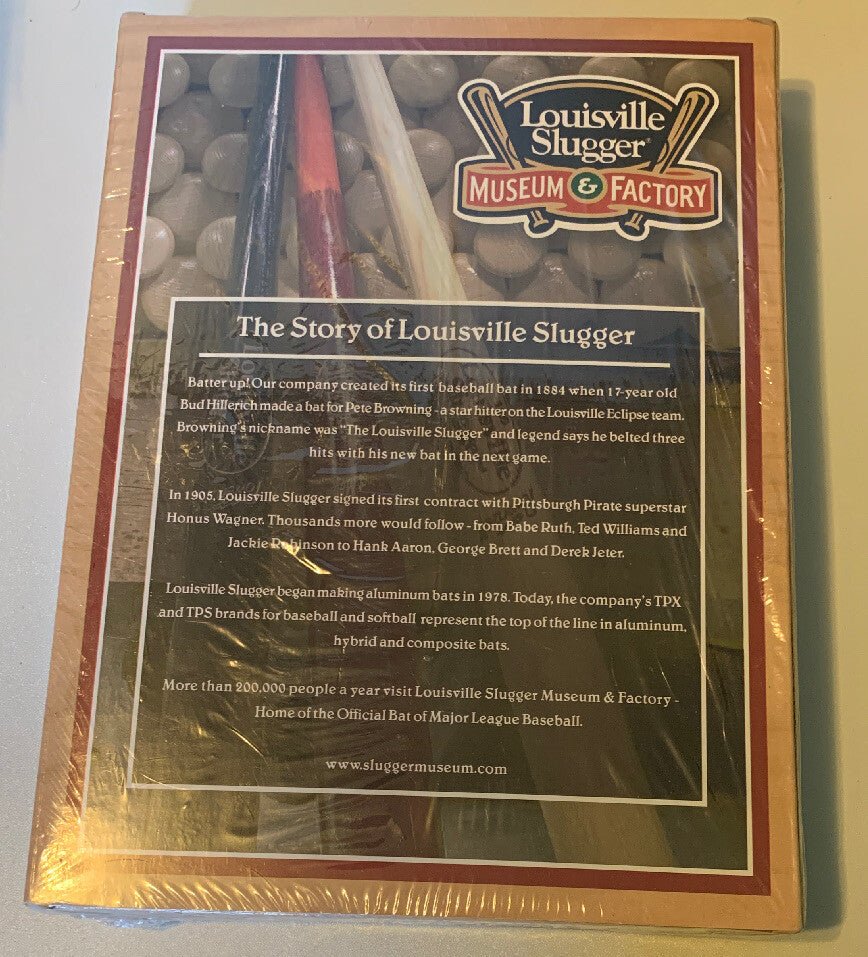 Louisville
Slugger®
MUSEUM & FACTORY
The Story of Louisville Slugger
Batter up! Our company created its first baseball bat in 1884 when 17-year old
Bud Hillerich made a bat for Pete Browning - a star hitter on the Louisville Eclipse team.
Browning's nickname was "The Louisville Slugger" and legend says he belted three
hits with his new bat in the next game.
In 1905, Louisville Slugger signed its first contract with Pittsburgh Pirate superstar
Honus Wagner. Thousands more would follow - from Babe Ruth, Ted Williams and
Jackie Robinson to Hank Aaron, George Brett and Derek Jeter.
Louisville Slugger began making aluminum bats in 1978. Today, the company's TPX
and TPS brands for baseball and softball represent the top of the line in aluminum,
hybrid and composite bats.
More than 200,000 people a year visit Louisville Slugger Museum & Factory -
Home of the Official Bat of Major League Baseball.
www.sluggermuseum.com